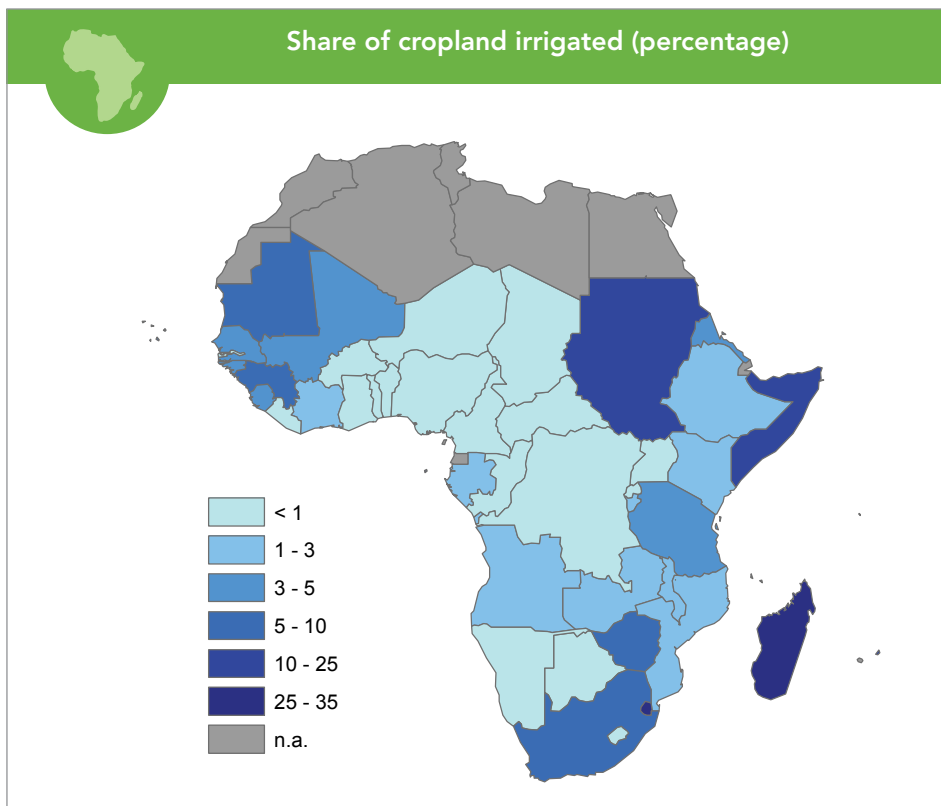 Share of cropland irrigated (percentage)
< 1
1 - 3
3 - 5
5 - 10
10 - 25
25 - 35
n.a.